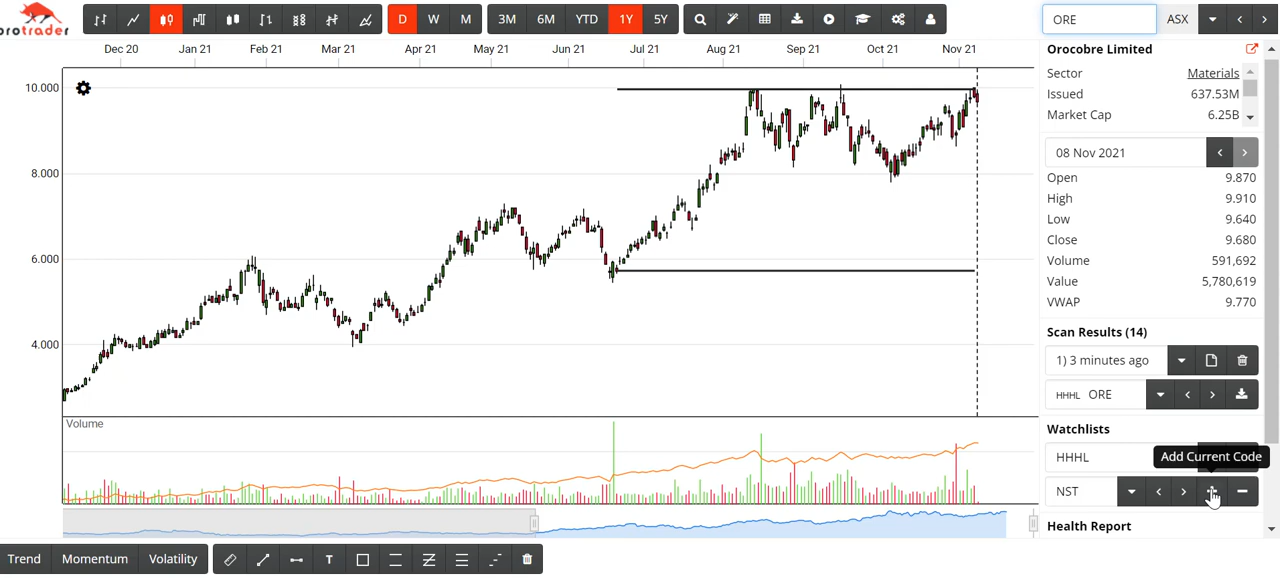 protrader
D W M
3M 6M YTD 1Y 5Y
ORE
ASX
Dec 20 Jan 21 Feb 21 Mar 21 Apr 21 May 21 Jun 21 Jul 21 Aug 21 Sep 21 Oct 21 Nov 21
10.000
8.000
6.000
4.000
Volume
Orocobre Limited
Sector Materials
Issued 637.53M
Market Cap 6.25B
08 Nov 2021
Open 9.870
High 9.910
Low 9.640
Close 9.680
Volume 591,692
Value 5,780,619
VWAP 9.770
Scan Results (14)
1) 3 minutes ago
HHHL ORE
Watchlists
HHHL
Add Current Code
NST
Health Report
Trend Momentum Volatility
T